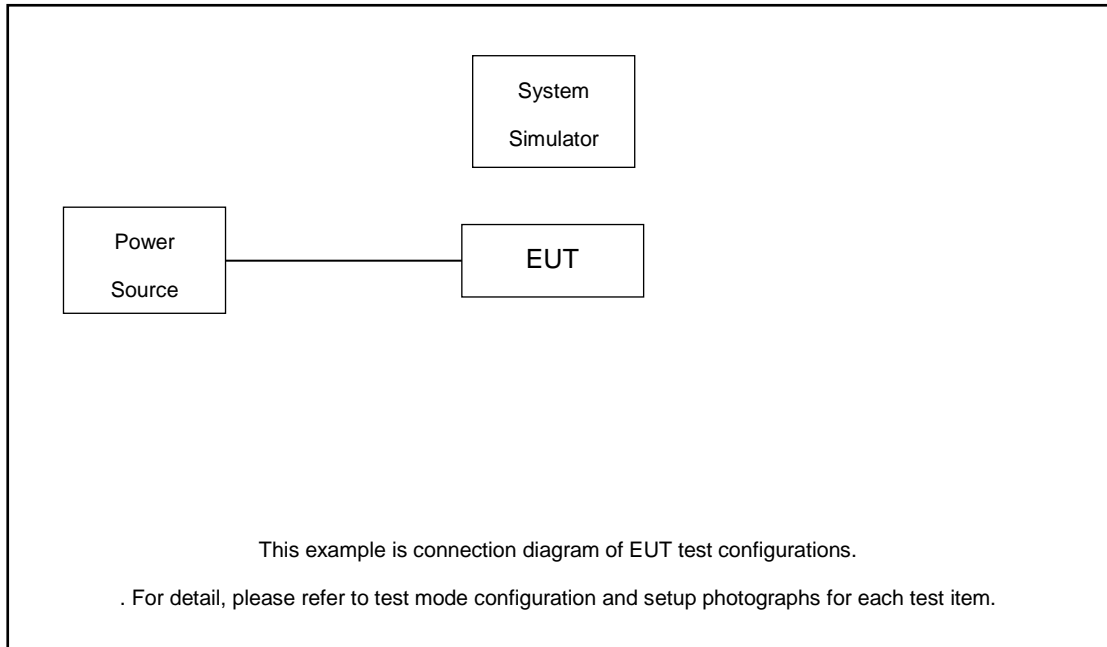 System
Simulator
Power
Source
EUT
This example is connection diagram of EUT test configurations.
. For detail, please refer to test mode configuration and setup photographs for each test item.